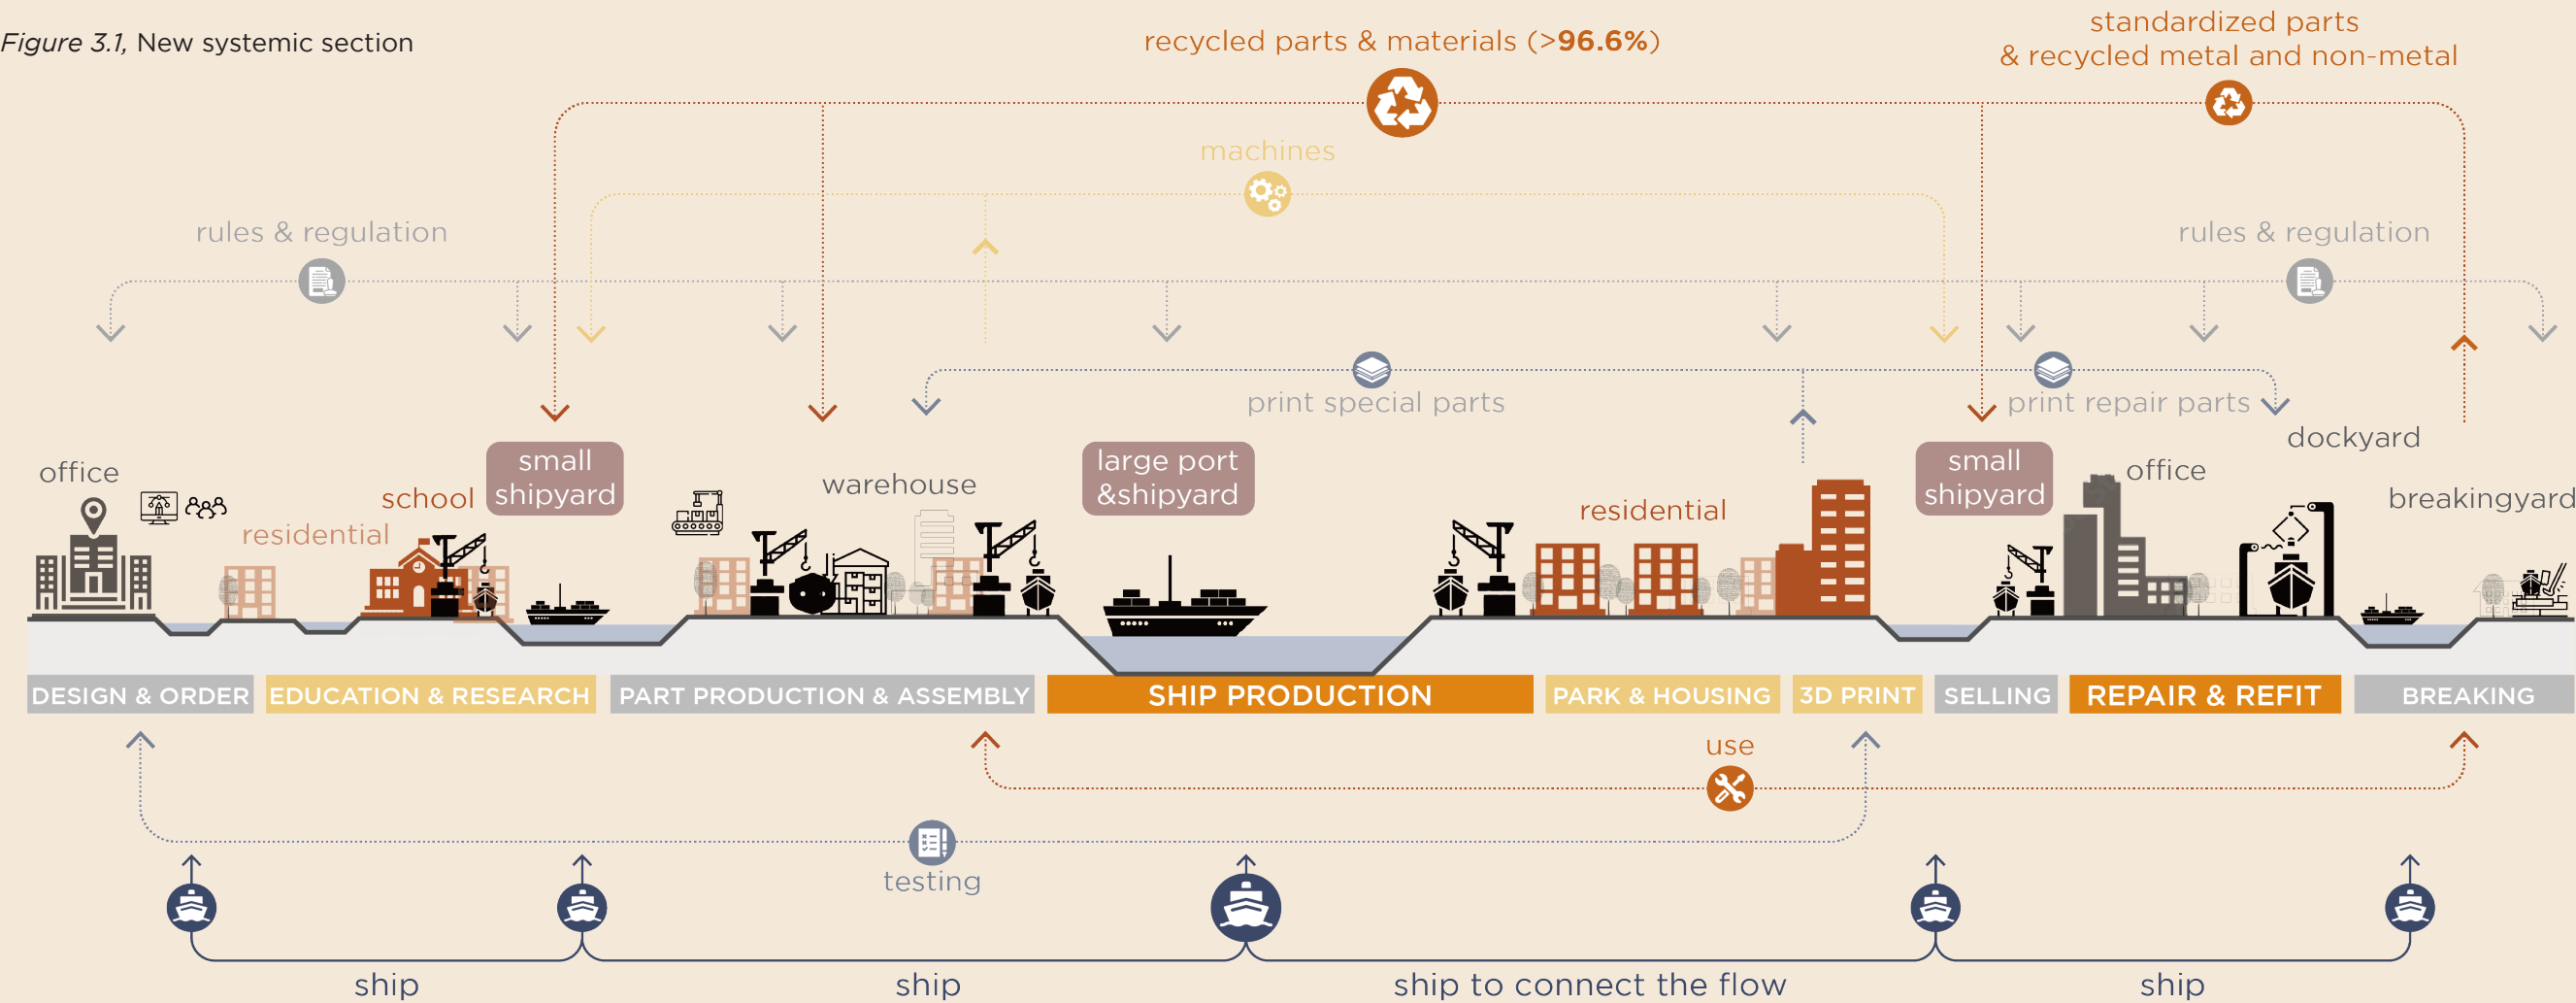 Figure 3.1, New systemic section
recycled parts & materials (>96.6%)
standardized parts
& recycled metal and non-metal
machines
rules & regulation
rules & regulation
print special parts
print repair parts
dockyard
office
residential
school
small
shipyard
warehouse
large port
&shipyard
residential
small
shipyard
office
breakingyard
DESIGN & ORDER
EDUCATION & RESEARCH
PART PRODUCTION & ASSEMBLY
SHIP PRODUCTION
PARK & HOUSING
3D PRINT
SELLING
REPAIR & REFIT
BREAKING
use
testing
ship
ship
ship to connect the flow
ship